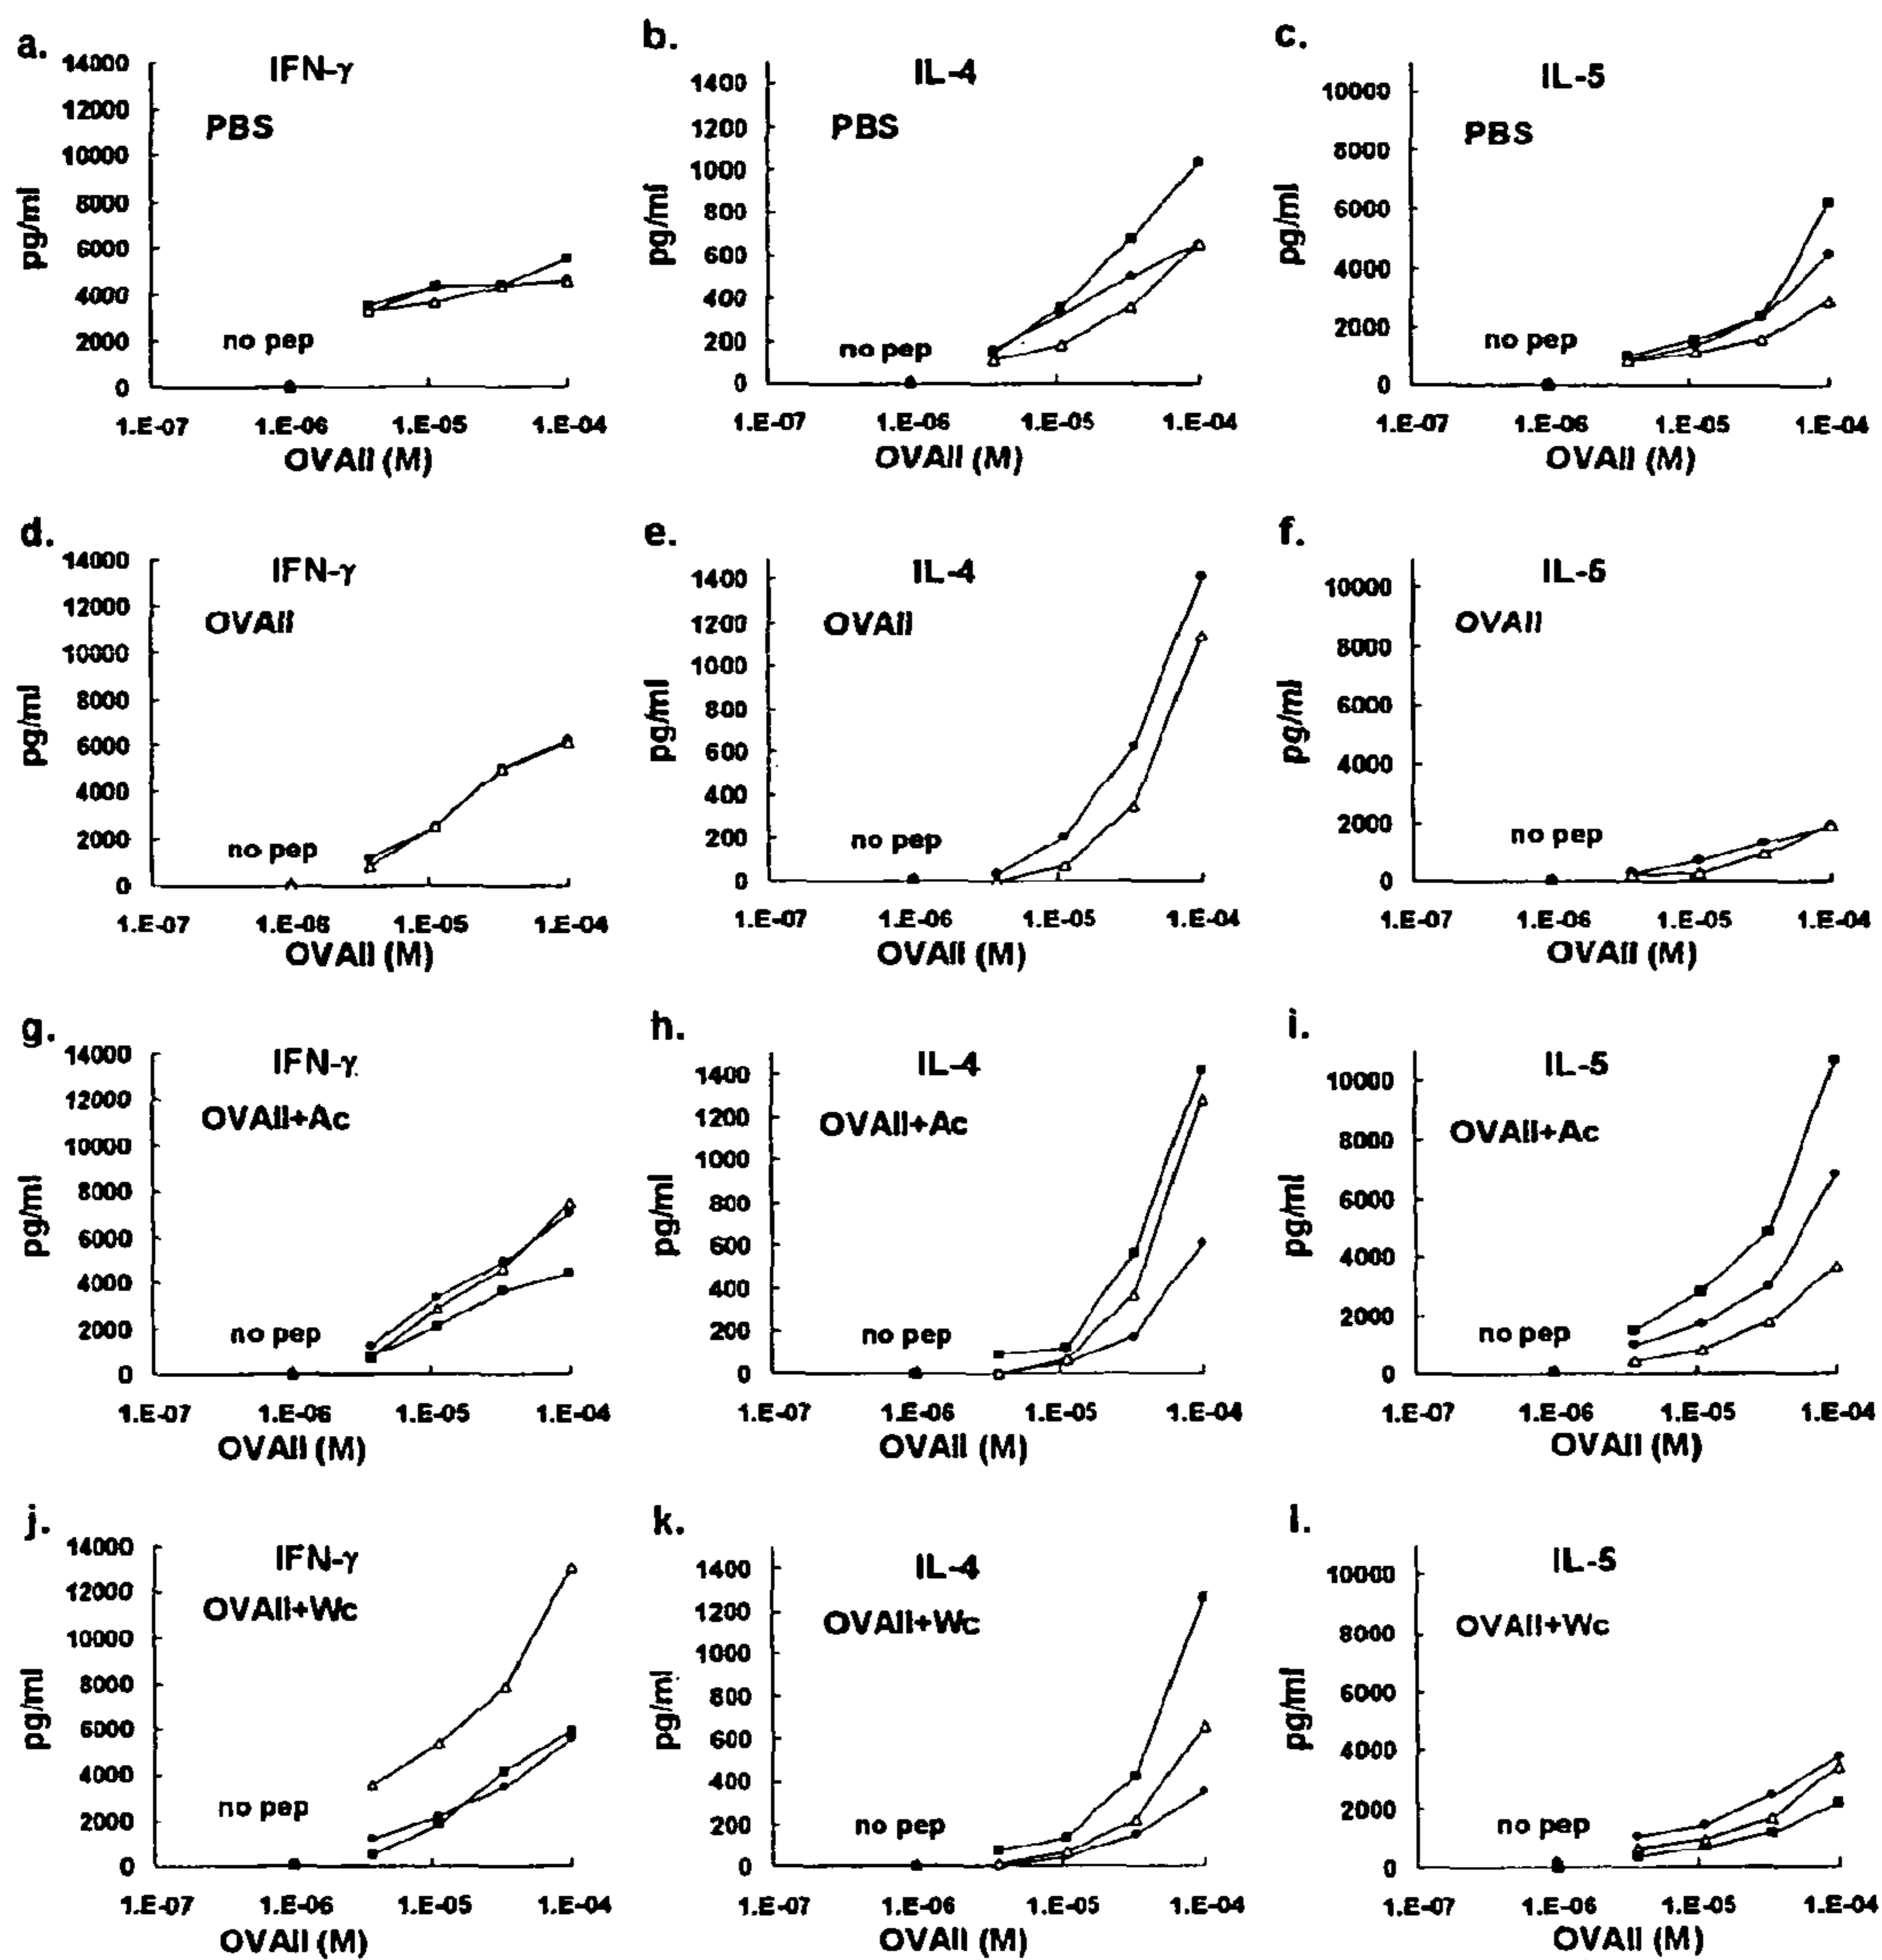 a.
IFN-γ
PBS
pg/ml
14000
12000
10000
8000
6000
4000
2000
0
no pep
1.E-07 1.E-06 1.E-05 1.E-04
OVAII (M)
b.
IL-4
PBS
pg/ml
1400
1200
1000
800
600
400
200
0
no pep
1.E-07 1.E-06 1.E-05 1.E-04
OVAII (M)
c.
IL-5
PBS
pg/ml
10000
8000
6000
4000
2000
0
no pep
1.E-07 1.E-06 1.E-05 1.E-04
OVAII (M)
d.
IFN-γ
OVAII
pg/ml
14000
12000
10000
8000
6000
4000
2000
0
no pep
1.E-07 1.E-06 1.E-05 1.E-04
OVAII (M)
e.
IL-4
OVAII
pg/ml
1400
1200
1000
800
600
400
200
0
no pep
1.E-07 1.E-06 1.E-05 1.E-04
OVAII (M)
f.
IL-5
OVAII
pg/ml
10000
8000
6000
4000
2000
0
no pep
1.E-07 1.E-06 1.E-05 1.E-04
OVAII (M)
g.
IFN-γ
OVAII+Ac
pg/ml
14000
12000
10000
8000
6000
4000
2000
0
no pep
1.E-07 1.E-06 1.E-05 1.E-04
OVAII (M)
h.
IL-4
OVAII+Ac
pg/ml
1400
1200
1000
800
600
400
200
0
no pep
1.E-07 1.E-06 1.E-05 1.E-04
OVAII (M)
i.
IL-5
OVAII+Ac
pg/ml
10000
8000
6000
4000
2000
0
no pep
1.E-07 1.E-06 1.E-05 1.E-04
OVAII (M)
j.
IFN-γ
OVAII+Wc
pg/ml
14000
12000
10000
8000
6000
4000
2000
0
no pep
1.E-07 1.E-06 1.E-05 1.E-04
OVAII (M)
k.
IL-4
OVAII+Wc
pg/ml
1400
1200
1000
800
600
400
200
0
no pep
1.E-07 1.E-06 1.E-05 1.E-04
OVAII (M)
l.
IL-5
OVAII+Wc
pg/ml
10000
8000
6000
4000
2000
0
no pep
1.E-07 1.E-06 1.E-05 1.E-04
OVAII (M)